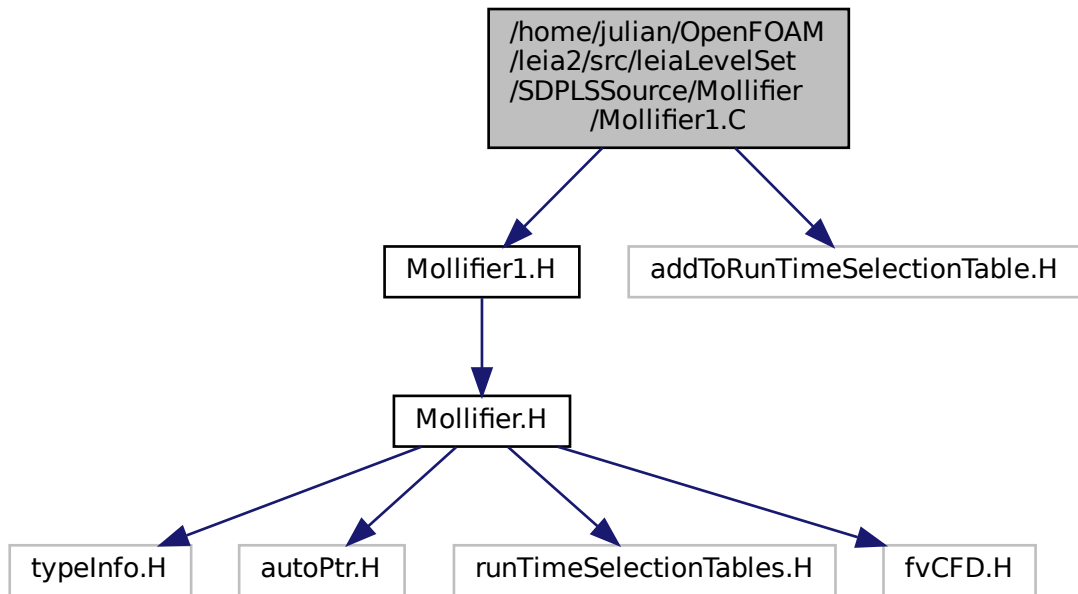 /home/julian/OpenFOAM
/leia2/src/leiaLevelSet
/SDPLSSource/Mollifier
/Mollifier1.C
Mollifier1.H
addToRunTimeSelectionTable.H
Mollifier.H
typeInfo.H
autoPtr.H
runTimeSelectionTables.H
fvCFD.H